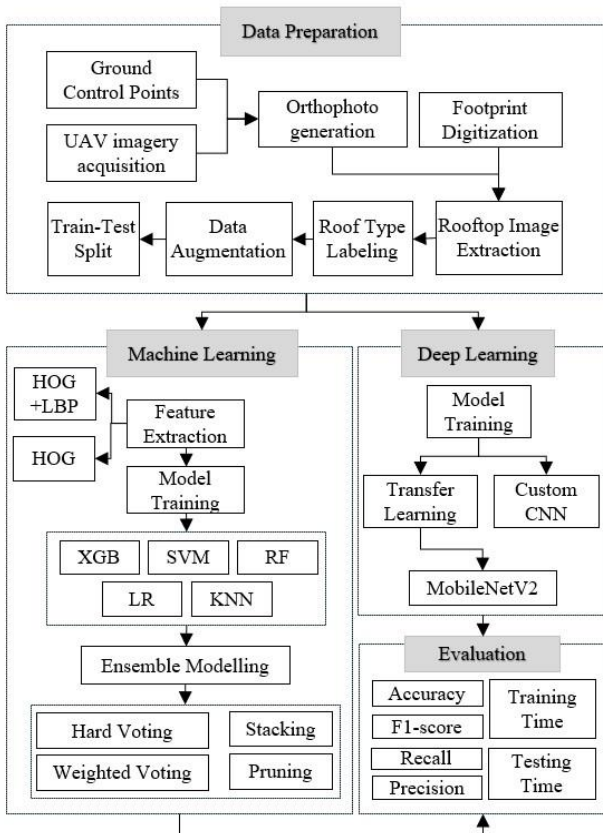 Data Preparation
Ground
Control Points
UAV imagery
acquisition
Orthophoto
generation
Footprint
Digitization
Train-Test
Split
Data
Augmentation
Roof Type
Labeling
Rooftop Image
Extraction
Machine Learning
HOG
+LBP
HOG
Feature
Extraction
Model
Training
XGB
SVM
RF
LR
KNN
Ensemble Modelling
Hard Voting
Stacking
Weighted Voting
Pruning
Deep Learning
Model
Training
Transfer
Learning
Custom
CNN
MobileNetV2
Evaluation
Accuracy
F1-score
Recall
Precision
Training
Time
Testing
Time